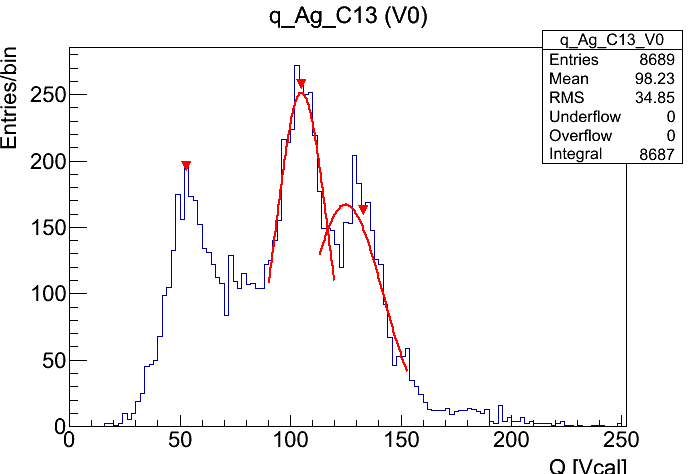 q_Ag_C13 (V0)
q_Ag_C13_V0
Entries 8689
Mean 98.23
RMS 34.85
Underflow 0
Overflow 0
Integral 8687
Entries/bin
250
200
150
100
50
0
0 50 100 150 200 250
Q [Vcal]